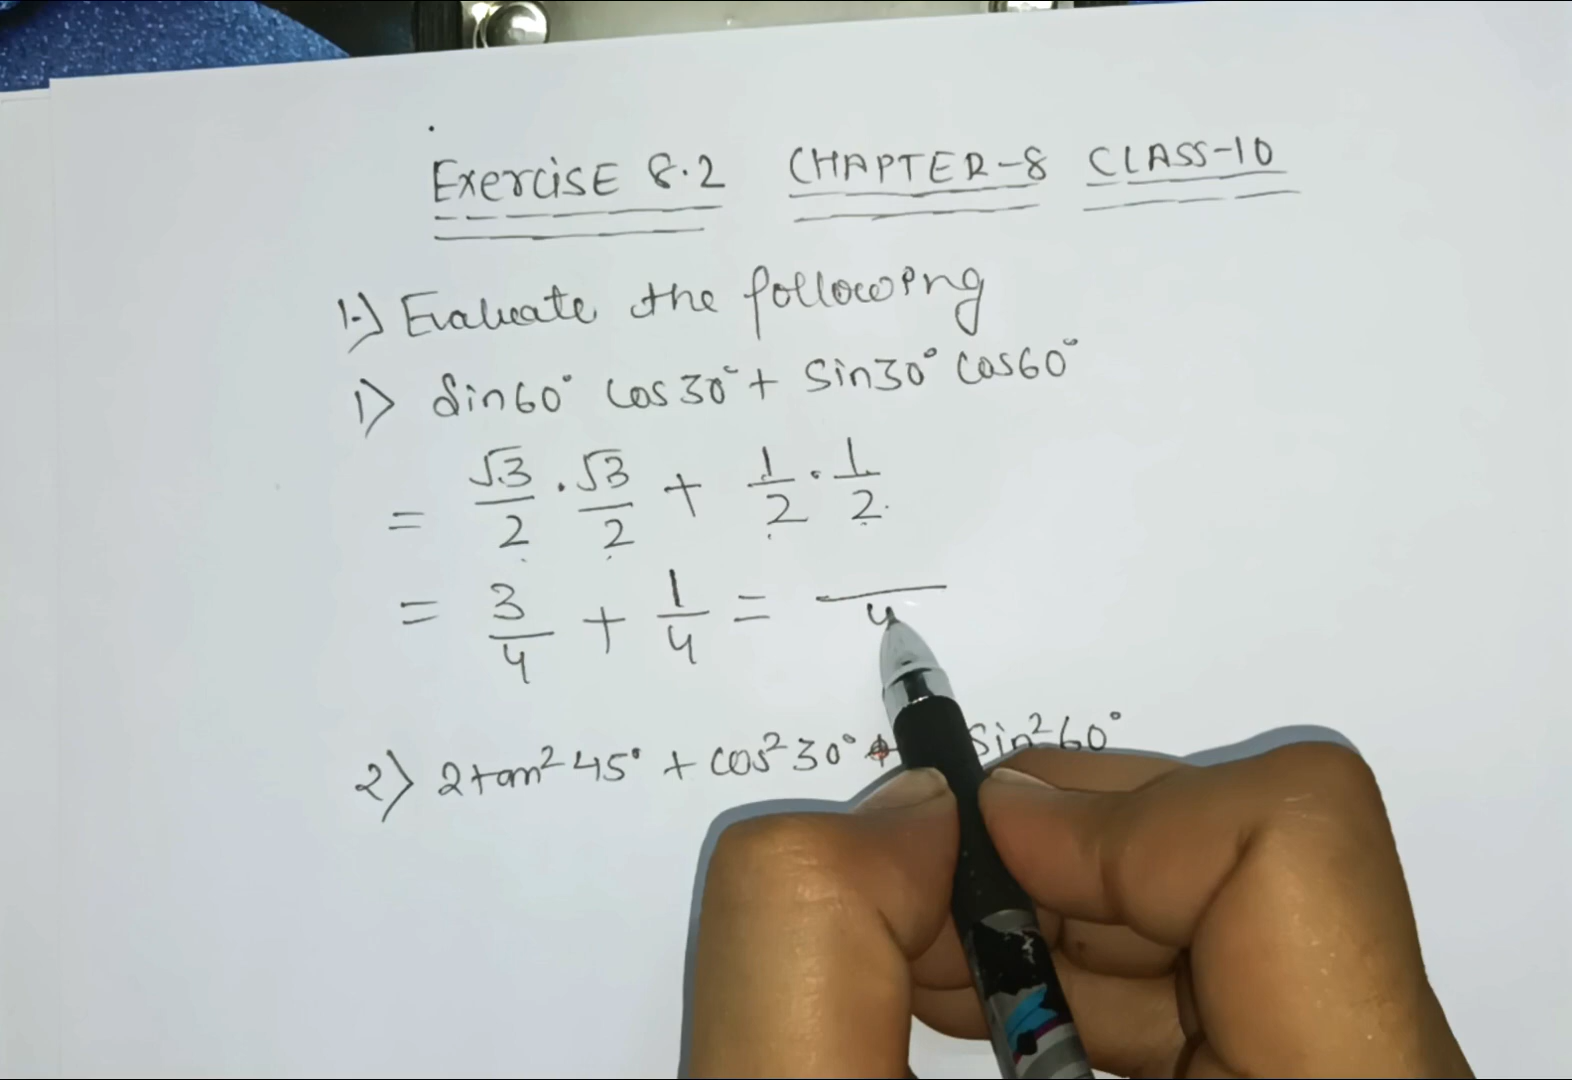 Exercise 8.2 CHAPTER-8 CLASS-10
1.) Evaluate the following
1) Sin60° Cos30° + Sin30° Cos60°
= √3/2 . √3/2 + 1/2 . 1/2
= 3/4 + 1/4 = /4
2) 2tan²45° + cos²30° Sin²60°